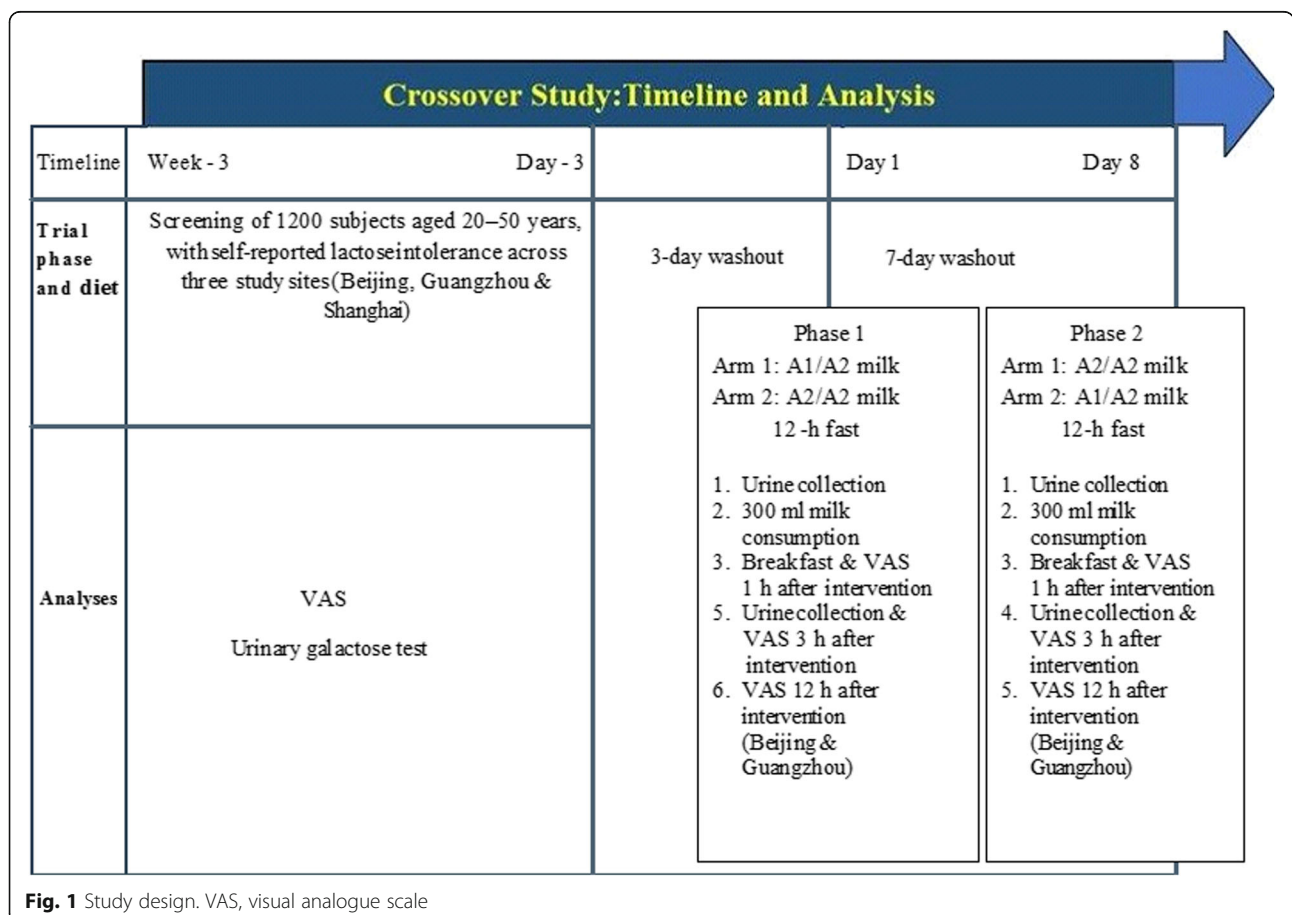 Crossover Study:Timeline and Analysis
Timeline
Week - 3
Day - 3
Day 1
Day 8
Trial
phase
and diet
Screening of 1200 subjects aged 20–50 years,
with self-reported lactose intolerance across
three study sites (Beijing, Guangzhou &
Shanghai)
3-day washout
7-day washout
Phase 1
Arm 1: A1/A2 milk
Arm 2: A2/A2 milk
12 -h fast
1. Urine collection
2. 300 ml milk
consumption
3. Breakfast & VAS
1 h after intervention
5. Urine collection &
VAS 3 h after
intervention
6. VAS 12 h after
intervention
(Beijing &
Guangzhou)
Phase 2
Arm 1: A2/A2 milk
Arm 2: A1/A2 milk
12-h fast
1. Urine collection
2. 300 ml milk
consumption
3. Breakfast & VAS
1 h after intervention
4. Urine collection &
VAS 3 h after
intervention
5. VAS 12 h after
intervention
(Beijing &
Guangzhou)
Analyses
VAS
Urinary galactose test
Fig. 1 Study design. VAS, visual analogue scale